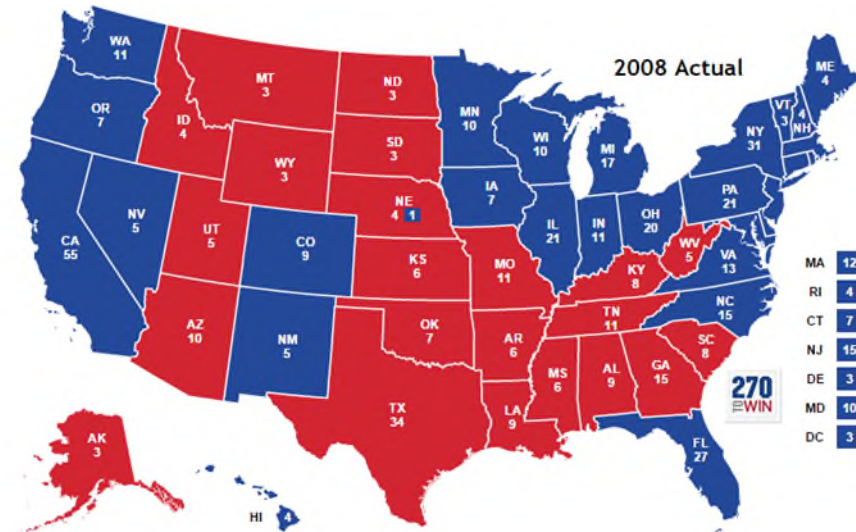 2008 Actual
WA
11
OR
7
CA
55
NV
5
ID
4
MT
3
WY
3
UT
5
AZ
10
CO
9
NM
5
ND
3
SD
3
NE
4 1
KS
6
OK
7
TX
34
MN
10
IA
7
MO
11
AR
6
LA
9
WI
10
IL
21
MI
17
IN
11
OH
20
KY
8
TN
11
MS
6
AL
9
GA
15
FL
27
SC
8
NC
15
VA
13
WV
5
PA
21
NY
31
VT
3
4
NH
ME
4
MA 12
RI 4
CT 7
NJ 15
DE 3
MD 10
DC 3
270
TO WIN
AK
3
HI 4